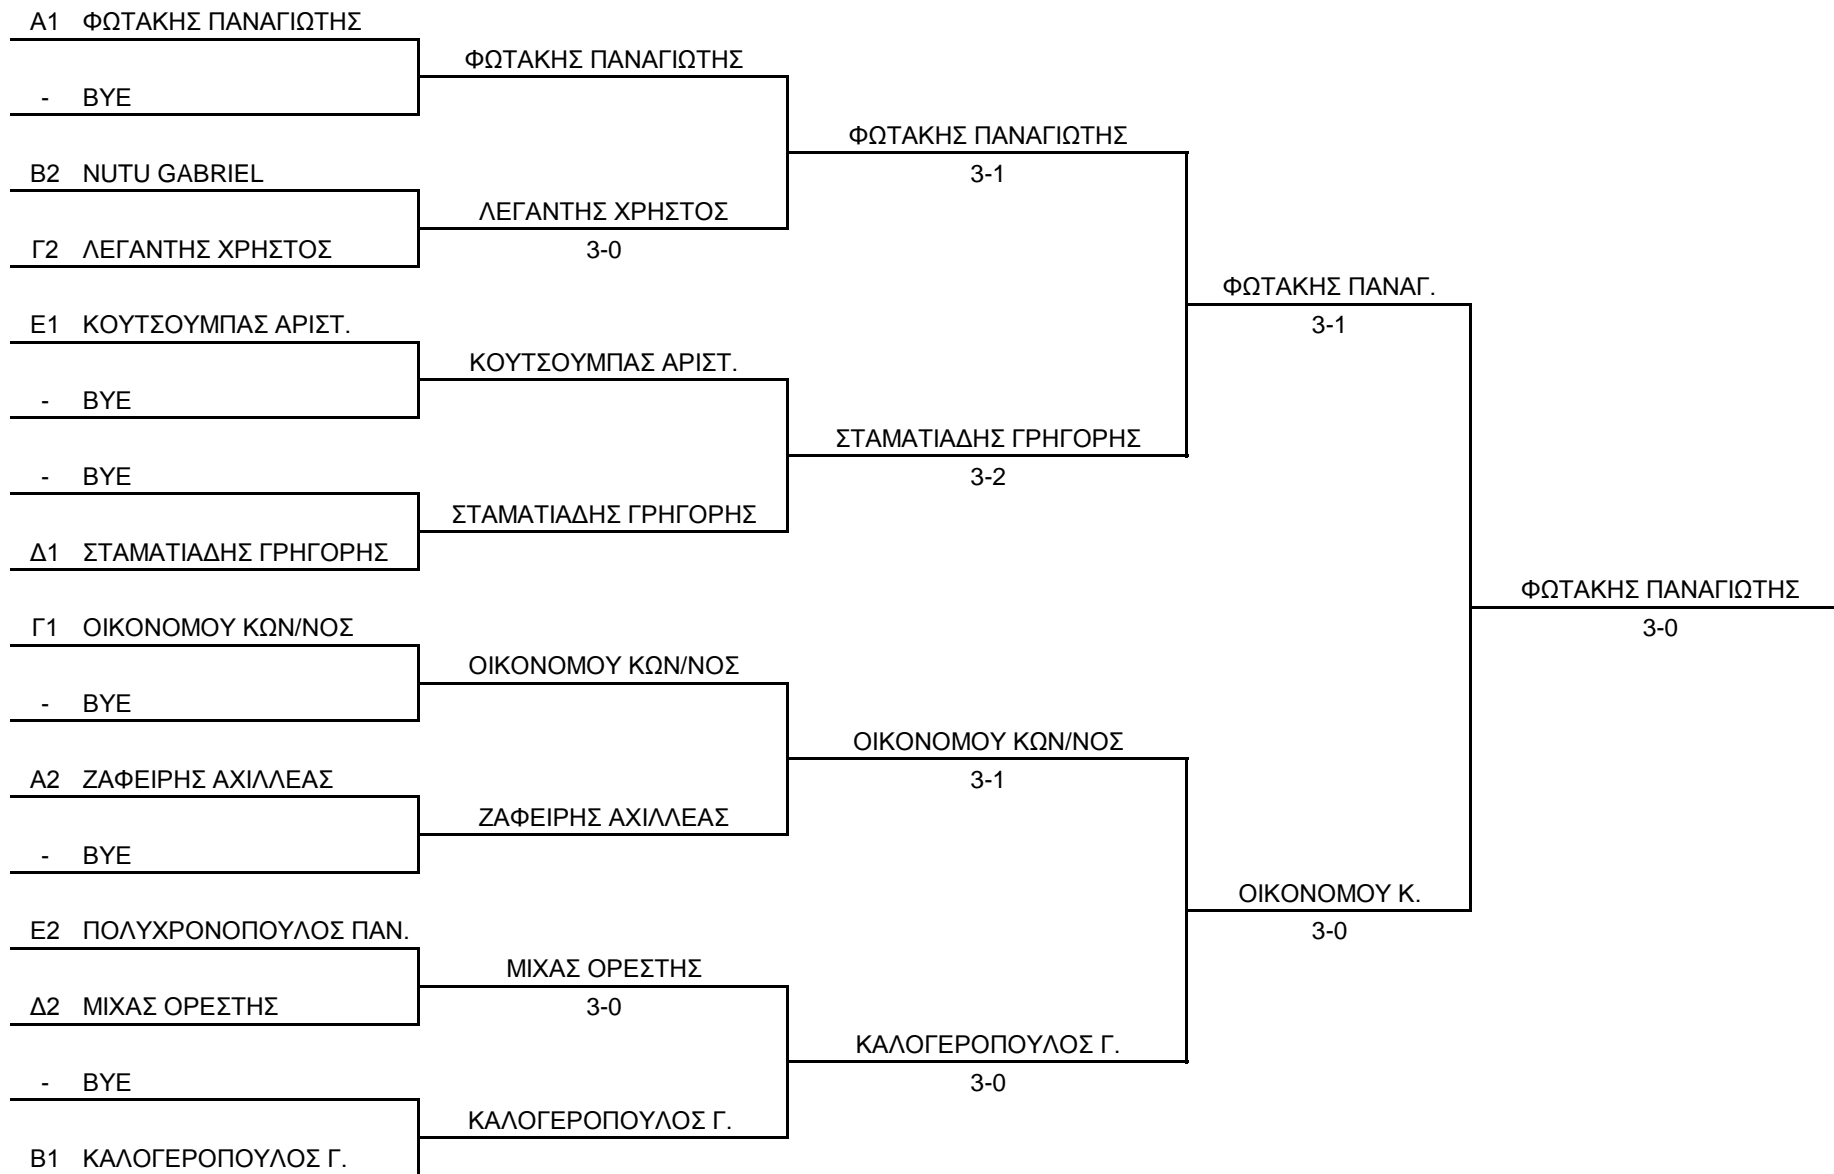 Α1 ΦΩΤΑΚΗΣ ΠΑΝΑΓΙΩΤΗΣ
- BYE
Β2 NUTU GABRIEL
Γ2 ΛΕΓΑΝΤΗΣ ΧΡΗΣΤΟΣ
Ε1 ΚΟΥΤΣΟΥΜΠΑΣ ΑΡΙΣΤ.
- BYE
- BYE
Δ1 ΣΤΑΜΑΤΙΑΔΗΣ ΓΡΗΓΟΡΗΣ
Γ1 ΟΙΚΟΝΟΜΟΥ ΚΩΝ/ΝΟΣ
- BYE
Α2 ΖΑΦΕΙΡΗΣ ΑΧΙΛΛΕΑΣ
- BYE
Ε2 ΠΟΛΥΧΡΟΝΟΠΟΥΛΟΣ ΠΑΝ.
Δ2 ΜΙΧΑΣ ΟΡΕΣΤΗΣ
- BYE
Β1 ΚΑΛΟΓΕΡΟΠΟΥΛΟΣ Γ.
ΦΩΤΑΚΗΣ ΠΑΝΑΓΙΩΤΗΣ
ΛΕΓΑΝΤΗΣ ΧΡΗΣΤΟΣ
3-0
ΚΟΥΤΣΟΥΜΠΑΣ ΑΡΙΣΤ.
ΣΤΑΜΑΤΙΑΔΗΣ ΓΡΗΓΟΡΗΣ
ΟΙΚΟΝΟΜΟΥ ΚΩΝ/ΝΟΣ
ΖΑΦΕΙΡΗΣ ΑΧΙΛΛΕΑΣ
ΜΙΧΑΣ ΟΡΕΣΤΗΣ
3-0
ΚΑΛΟΓΕΡΟΠΟΥΛΟΣ Γ.
ΦΩΤΑΚΗΣ ΠΑΝΑΓΙΩΤΗΣ
3-1
ΣΤΑΜΑΤΙΑΔΗΣ ΓΡΗΓΟΡΗΣ
3-2
ΟΙΚΟΝΟΜΟΥ ΚΩΝ/ΝΟΣ
3-1
ΚΑΛΟΓΕΡΟΠΟΥΛΟΣ Γ.
3-0
ΦΩΤΑΚΗΣ ΠΑΝΑΓ.
3-1
ΟΙΚΟΝΟΜΟΥ Κ.
3-0
ΦΩΤΑΚΗΣ ΠΑΝΑΓΙΩΤΗΣ
3-0